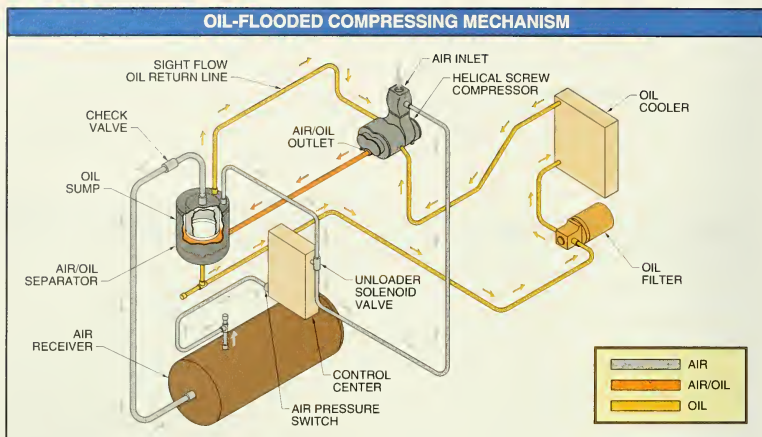 OIL-FLOODED COMPRESSING MECHANISM
SIGHT FLOW
OIL RETURN LINE
AIR INLET
HELICAL SCREW
COMPRESSOR
OIL
COOLER
CHECK
VALVE
AIR/OIL
OUTLET
OIL
SUMP
AIR/OIL
SEPARATOR
UNLOADER
SOLENOID
VALVE
OIL
FILTER
AIR
RECEIVER
CONTROL
CENTER
AIR PRESSURE
SWITCH
AIR
AIR/OIL
OIL